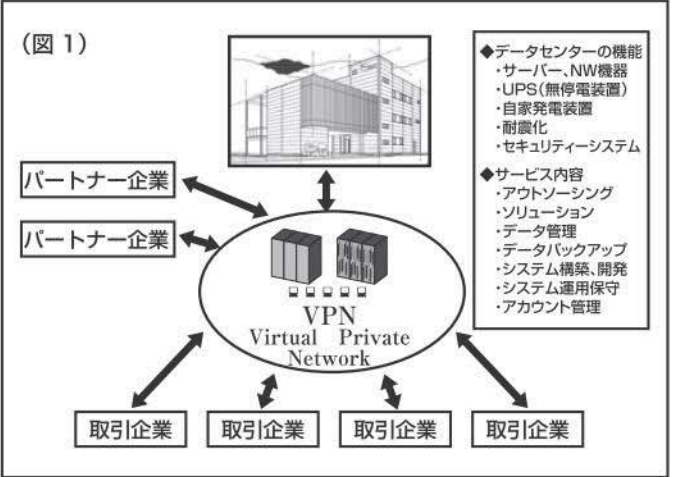 (図1)
◆データセンターの機能
・サーバー、NW機器
・UPS(無停電装置)
・自家発電装置
・耐震化
・セキュリティーシステム
◆サービス内容
・アウトソーシング
・ソリューション
・データ管理
・データバックアップ
・システム構築、開発
・システム運用保守
・アカウント管理
パートナー企業
パートナー企業
VPN
Virtual Private
Network
取引企業
取引企業
取引企業
取引企業